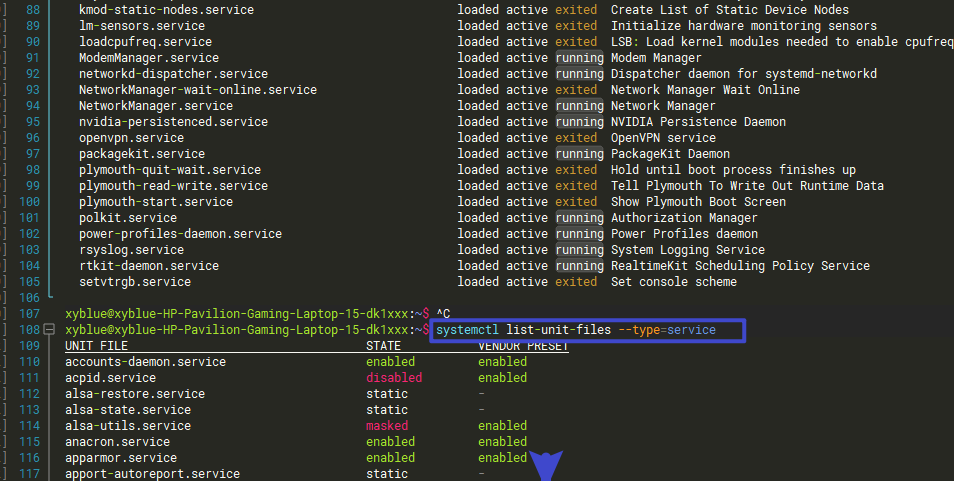 ] 88 kmod-static-nodes.service loaded active exited Create List of Static Device Nodes
] 89 lm-sensors.service loaded active exited Initialize hardware monitoring sensors
] 90 loadcpufreq.service loaded active exited LSB: Load kernel modules needed to enable cpufreq
] 91 ModemManager.service loaded active running Modem Manager
] 92 networkd-dispatcher.service loaded active running Dispatcher daemon for systemd-networkd
] 93 NetworkManager-wait-online.service loaded active exited Network Manager Wait Online
] 94 NetworkManager.service loaded active running Network Manager
] 95 nvidia-persistenced.service loaded active running NVIDIA Persistence Daemon
] 96 openvpn.service loaded active exited OpenVPN service
] 97 packagekit.service loaded active running PackageKit Daemon
] 98 plymouth-quit-wait.service loaded active exited Hold until boot process finishes up
] 99 plymouth-read-write.service loaded active exited Tell Plymouth To Write Out Runtime Data
] 100 plymouth-start.service loaded active exited Show Plymouth Boot Screen
] 101 polkit.service loaded active running Authorization Manager
] 102 power-profiles-daemon.service loaded active running Power Profiles daemon
] 103 rsyslog.service loaded active running System Logging Service
] 104 rtkit-daemon.service loaded active running RealtimeKit Scheduling Policy Service
] 105 setvtrgb.service loaded active exited Set console scheme
] 106
] 107 xyblue@xyblue-HP-Pavilion-Gaming-Laptop-15-dk1xxx:~$ ^C
] 108 xyblue@xyblue-HP-Pavilion-Gaming-Laptop-15-dk1xxx:~$ systemctl list-unit-files --type=service
] 109 UNIT FILE STATE VENDOR PRESET
] 110 accounts-daemon.service enabled enabled
] 111 acpid.service disabled enabled
] 112 alsa-restore.service static -
] 113 alsa-state.service static -
] 114 alsa-utils.service masked enabled
] 115 anacron.service enabled enabled
] 116 apparmor.service enabled enabled
] 117 apport-autoreport.service static -